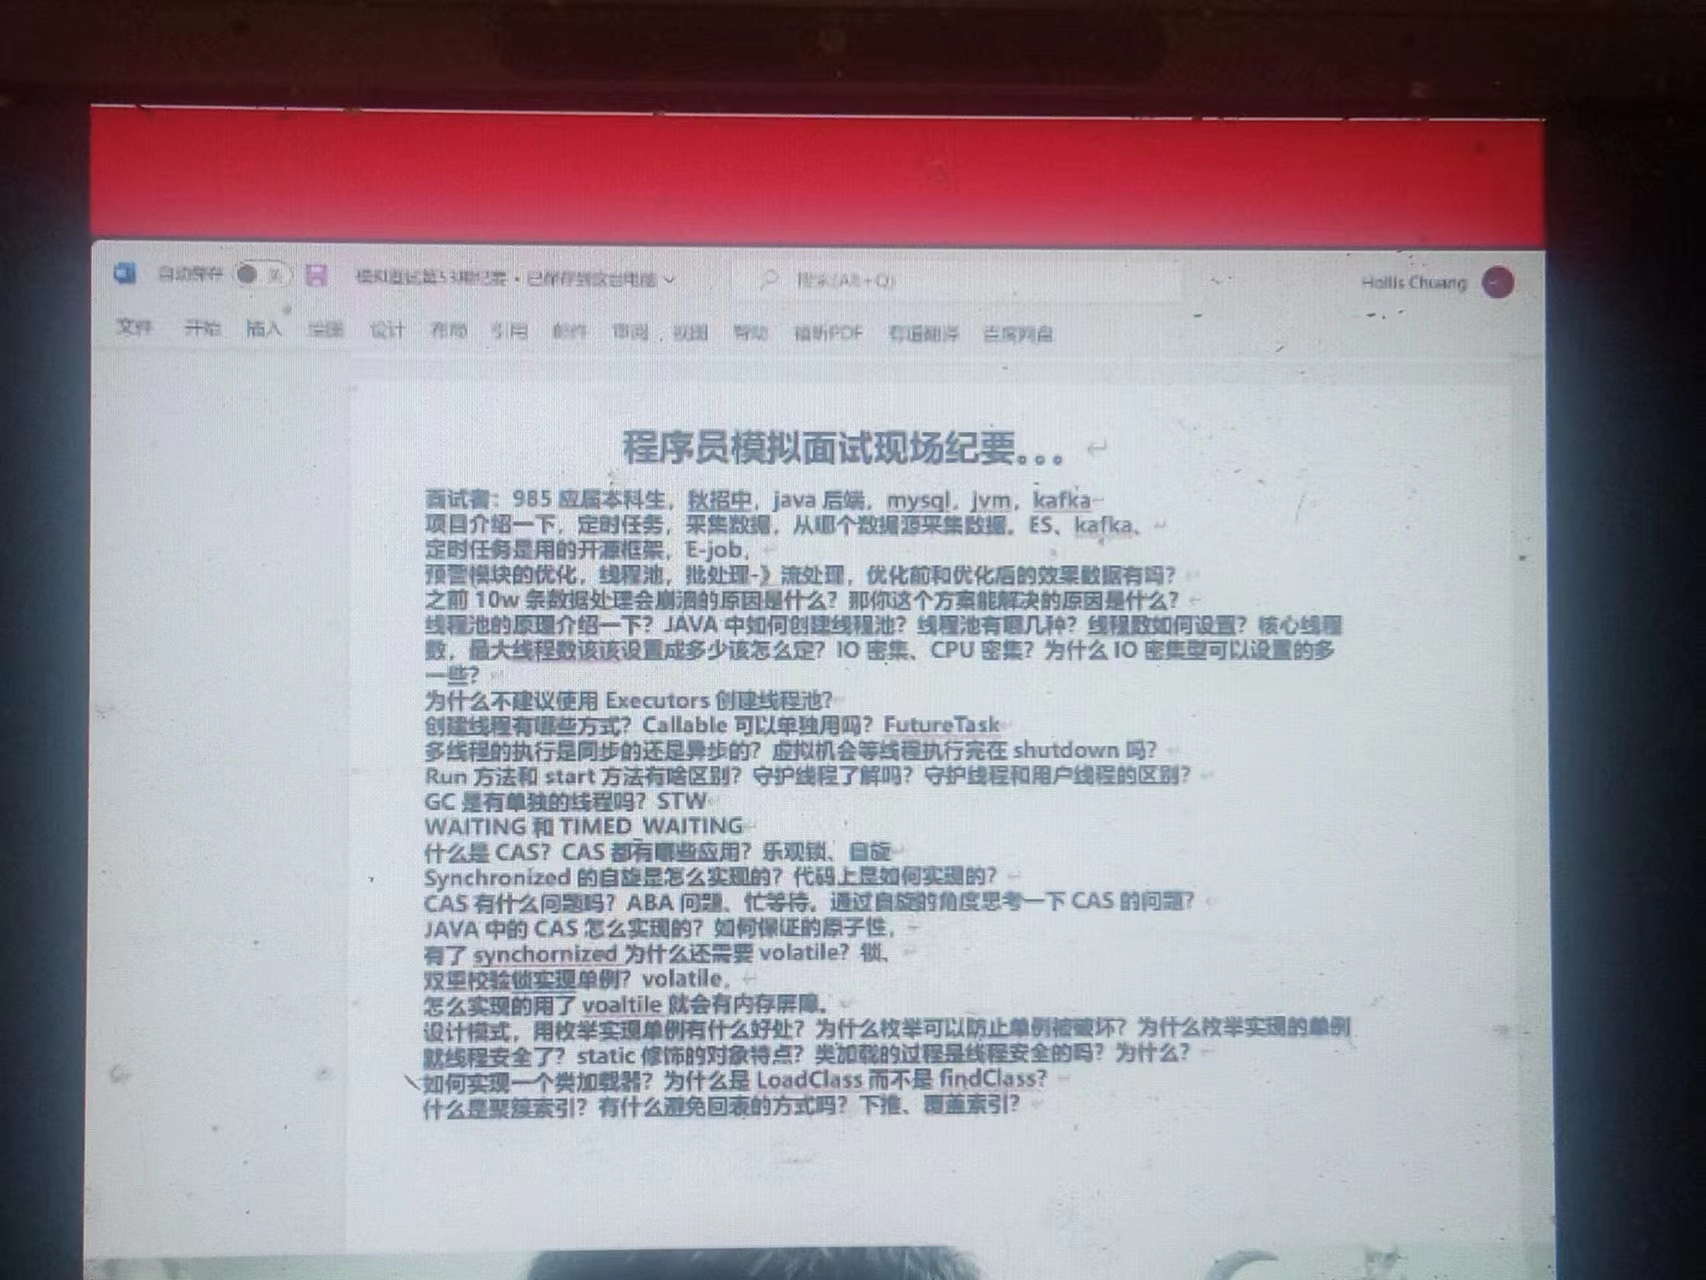 自动保存 关 模拟面试第53期纪要 • 已保存到这台电脑 搜索(Alt+Q) Hollis Chuang
文件 开始 插入 绘图 设计 布局 引用 邮件 审阅 视图 帮助 福昕PDF 有道翻译 百度网盘
程序员模拟面试现场纪要。。。
面试者：985 应届本科生，秋招中，java 后端，mysql，jvm，kafka
项目介绍一下，定时任务，采集数据，从哪个数据源采集数据。ES、kafka、
定时任务是用的开源框架，E-job，
预警模块的优化，线程池，批处理-》流处理，优化前和优化后的效果数据有吗？
之前 10w 条数据处理会崩溃的原因是什么？那你这个方案能解决的原因是什么？
线程池的原理介绍一下？JAVA 中如何创建线程池？线程池有哪几种？线程数如何设置？核心线程
数，最大线程数该该设置成多少该怎么定？IO 密集、CPU 密集？为什么 IO 密集型可以设置的多
一些？
为什么不建议使用 Executors 创建线程池？
创建线程有哪些方式？Callable 可以单独用吗？FutureTask
多线程的执行是同步的还是异步的？虚拟机会等线程执行完在 shutdown 吗？
Run 方法和 start 方法有啥区别？守护线程了解吗？守护线程和用户线程的区别？
GC 是有单独的线程吗？STW
WAITING 和 TIMED_WAITING
什么是 CAS？CAS 都有哪些应用？乐观锁、自旋
Synchronized 的自旋是怎么实现的？代码上是如何实现的？
CAS 有什么问题吗？ABA 问题、忙等待。通过自旋的角度思考一下 CAS 的问题？
JAVA 中的 CAS 怎么实现的？如何保证的原子性，
有了 synchornized 为什么还需要 volatile？锁、
双重校验锁实现单例？volatile，
怎么实现的用了 voaltile 就会有内存屏障。
设计模式，用枚举实现单例有什么好处？为什么枚举可以防止单例被破坏？为什么枚举实现的单例
就线程安全了？static 修饰的对象特点？类加载的过程是线程安全的吗？为什么？
如何实现一个类加载器？为什么是 LoadClass 而不是 findClass？
什么是聚簇索引？有什么避免回表的方式吗？下推、覆盖索引？